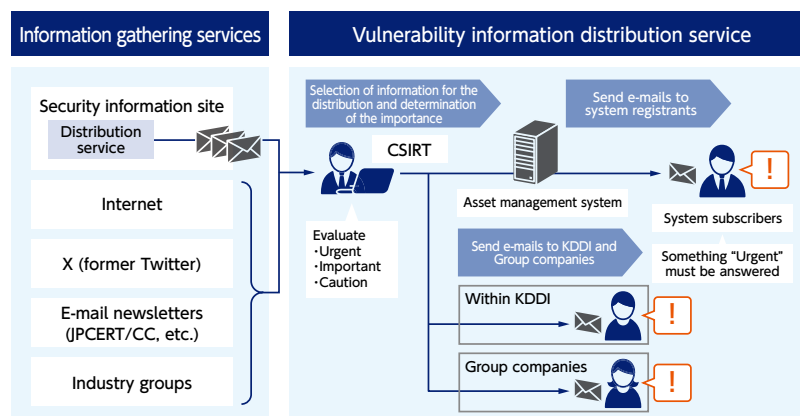 Information gathering services
Security information site
Distribution
service
Internet
X (former Twitter)
E-mail newsletters
(JPCERT/CC, etc.)
Industry groups
Vulnerability information distribution service
Selection of information for the
distribution and determination
of the importance
Send e-mails to
system registrants
CSIRT
!
Asset management system
System subscribers
Evaluate
・Urgent
・Important
・Caution
Send e-mails to KDDI and
Group companies
Something "Urgent"
must be answered
Within KDDI
!
Group companies
!